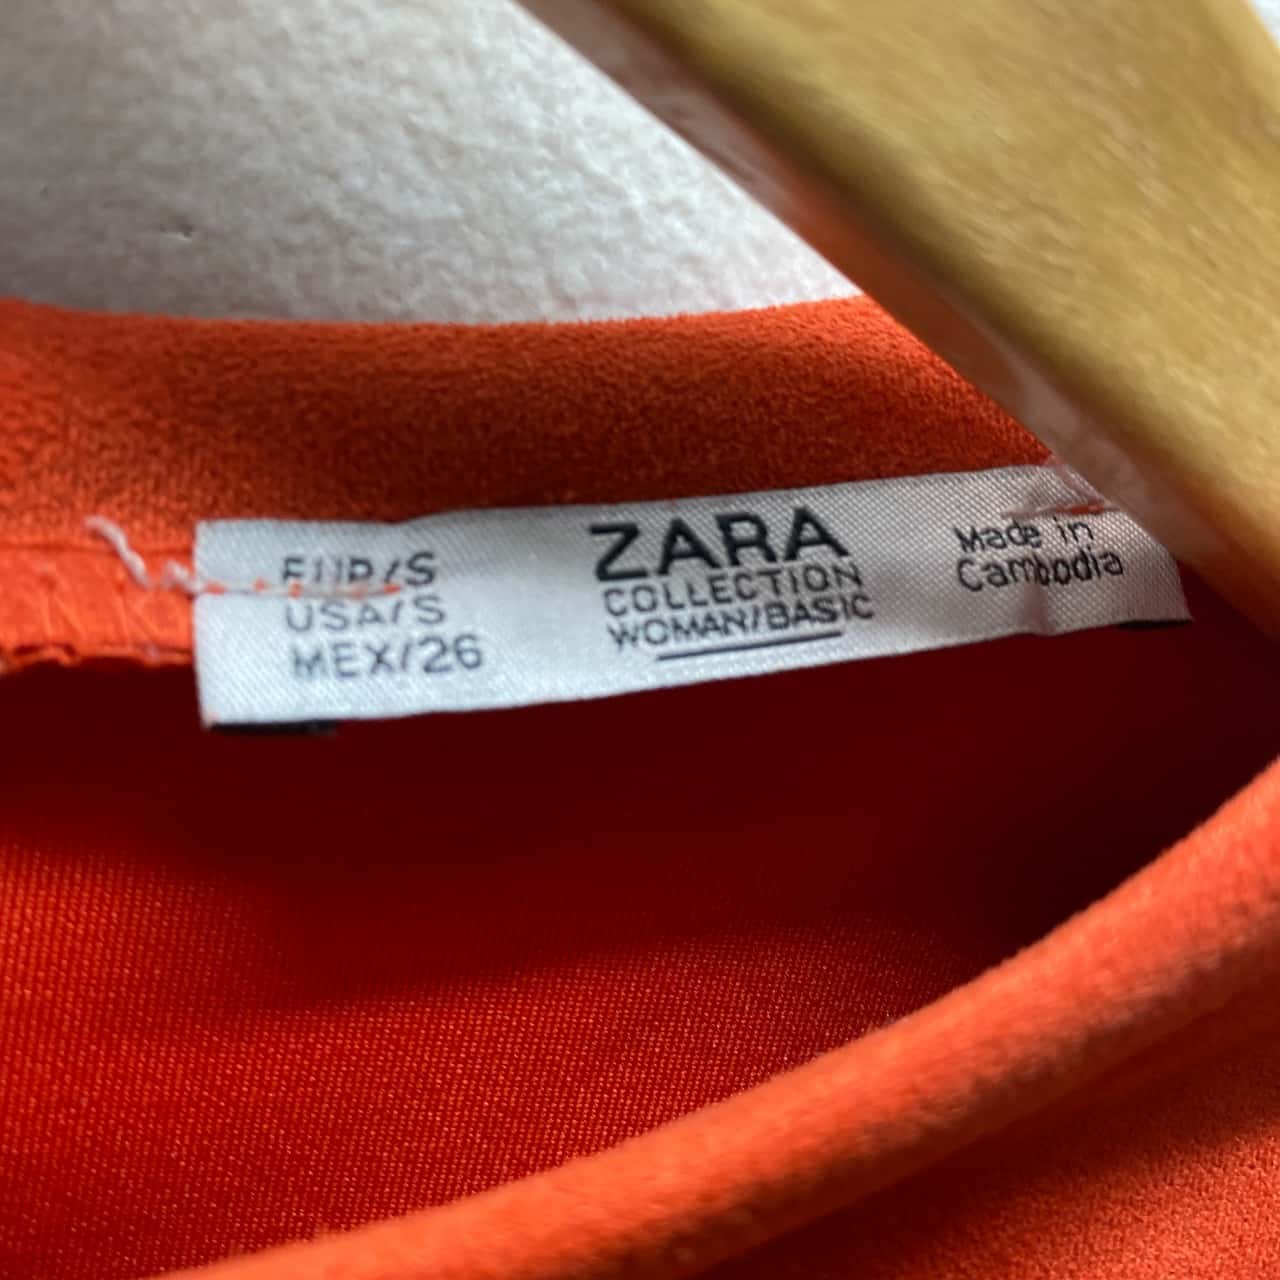 EUR/S
USA/S
MEX/26
ZARA
COLLECTION
WOMAN/BASIC
Made in
Cambodia